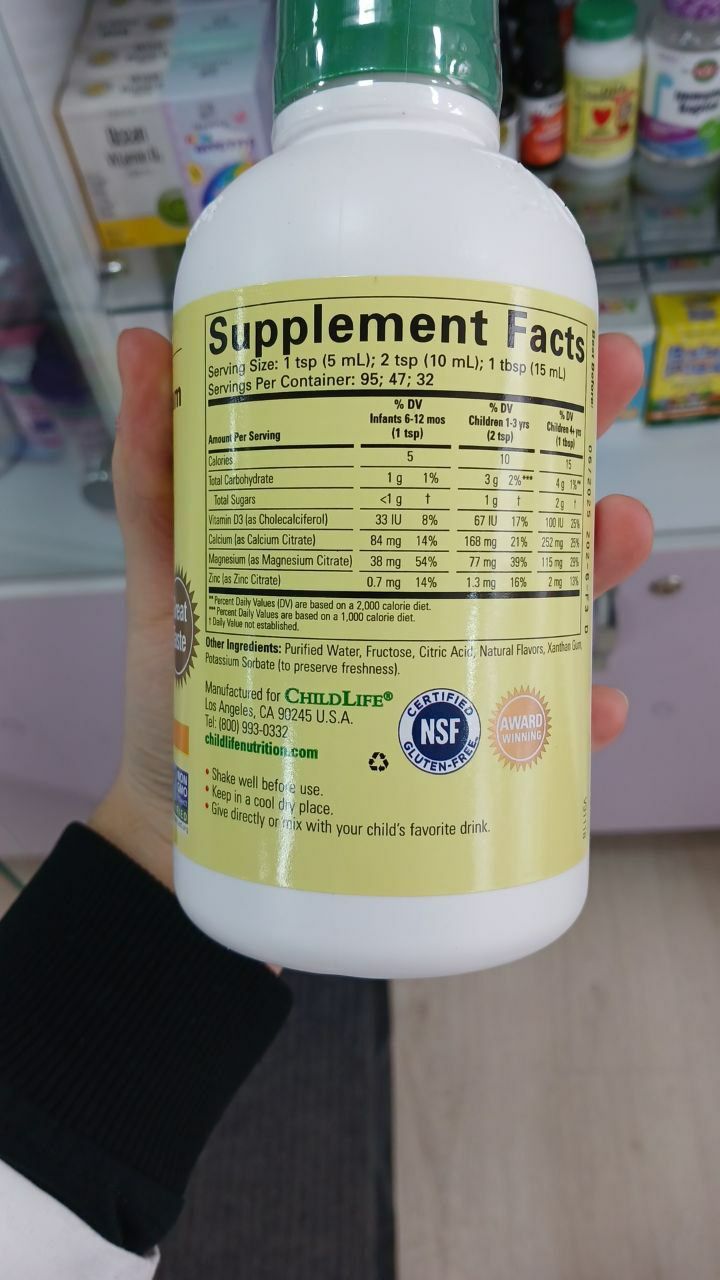 Supplement Facts
Serving Size: 1 tsp (5 mL); 2 tsp (10 mL); 1 tbsp (15 mL)
Servings Per Container: 95; 47; 32
Amount Per Serving % DV Infants 6-12 mos (1 tsp) % DV Children 1-3 yrs (2 tsp) % DV Children 4+ yrs (1 tbsp)
Calories 5 10 15
Total Carbohydrate 1 g 1% 3 g 2%*** 4 g 1%**
Total Sugars <1 g † 1 g † 2 g †
Vitamin D3 (as Cholecalciferol) 33 IU 8% 67 IU 17% 100 IU 25%
Calcium (as Calcium Citrate) 84 mg 14% 168 mg 21% 252 mg 25%
Magnesium (as Magnesium Citrate) 38 mg 54% 77 mg 39% 115 mg 29%
Zinc (as Zinc Citrate) 0.7 mg 14% 1.3 mg 16% 2 mg 13%
** Percent Daily Values (DV) are based on a 2,000 calorie diet.
*** Percent Daily Values are based on a 1,000 calorie diet.
† Daily Value not established.
Other Ingredients: Purified Water, Fructose, Citric Acid, Natural Flavors, Xanthan Gum,
Potassium Sorbate (to preserve freshness).
Manufactured for CHILDLIFE®
Los Angeles, CA 90245 U.S.A.
Tel: (800) 993-0332
childlifenutrition.com
CERTIFIED
NSF
GLUTEN-FREE
AWARD
WINNING
• Shake well before use.
• Keep in a cool dry place.
• Give directly or mix with your child's favorite drink.
Best Before:
NON
GMO